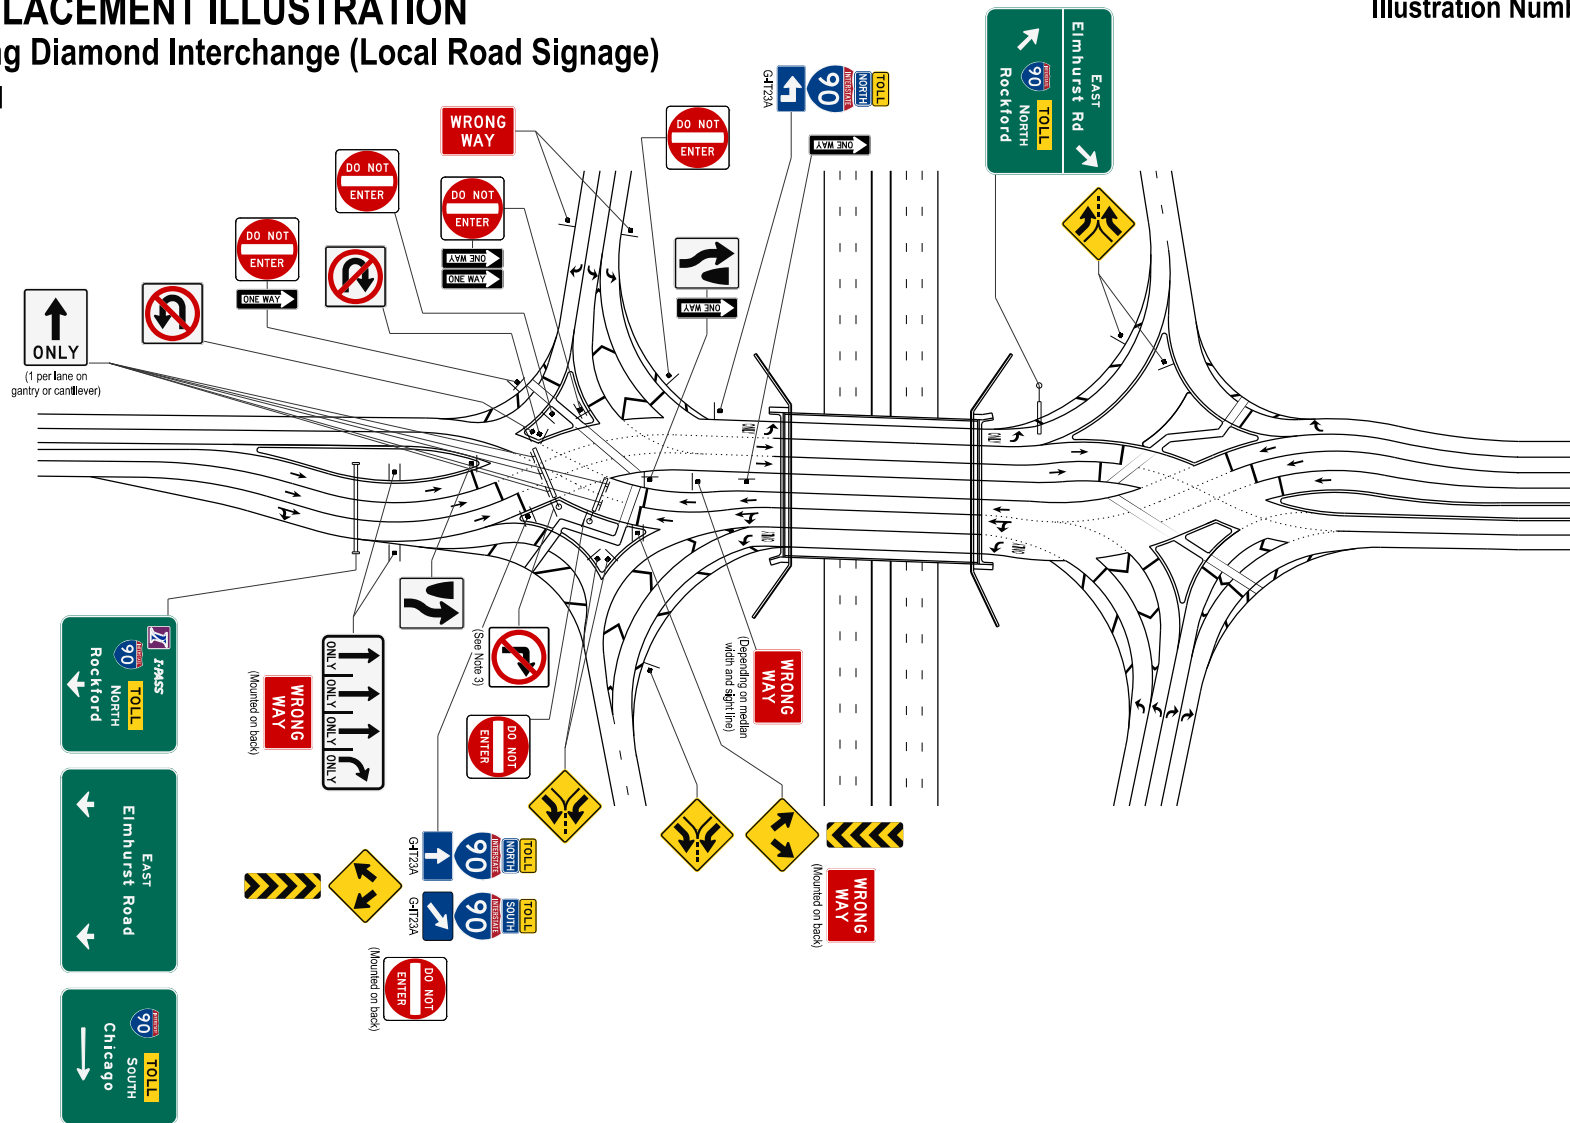 LACEMENT ILLUSTRATION
Illustration Numb
g Diamond Interchange (Local Road Signage)
WRONG
WAY
DO NOT
ENTER
DO NOT
ENTER
DO NOT
ENTER
ONE WAY
ONE WAY
DO NOT
ENTER
ONE WAY
ONLY
(1 per lane on
gantry or cantilever)
ONE WAY
TOLL
NORTH
INTERSTATE
90
G-IT23A
ONE WAY
EAST
Elmhurst Rd
TOLL
NORTH
90
Rockford
I-PASS
TOLL
NORTH
90
Rockford
EAST
Elmhurst Road
TOLL
SOUTH
90
Chicago
WRONG
WAY
(Mounted on back)
ONLY
ONLY
ONLY
ONLY
(See Note 3)
DO NOT
ENTER
WRONG
WAY
(Depending on median
width and sight line)
TOLL
NORTH
INTERSTATE
90
G-IT23A
TOLL
SOUTH
INTERSTATE
90
G-IT23A
DO NOT
ENTER
(Mounted on back)
WRONG
WAY
(Mounted on back)